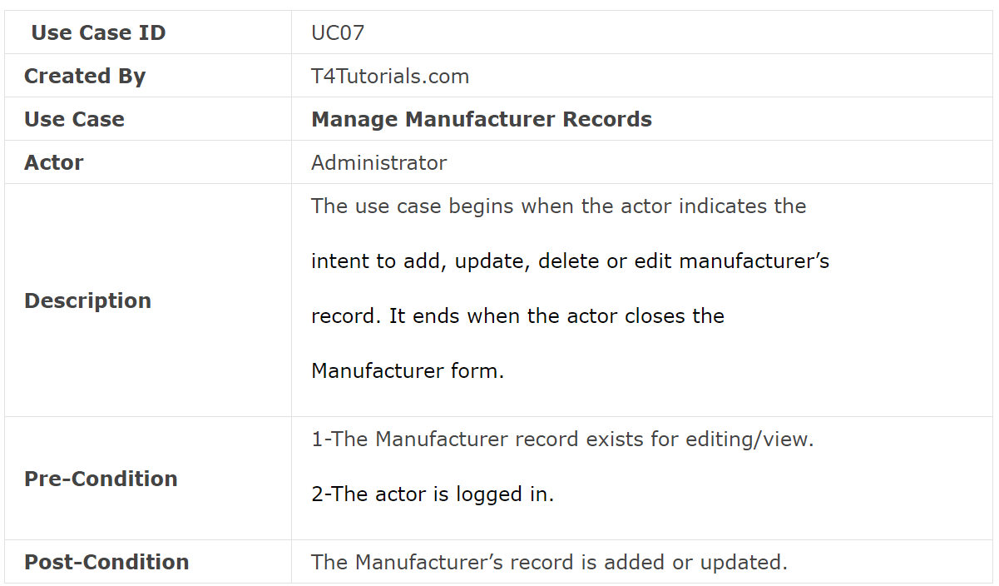 Use Case ID UC07
Created By T4Tutorials.com
Use Case Manage Manufacturer Records
Actor Administrator
Description
The use case begins when the actor indicates the
intent to add, update, delete or edit manufacturer’s
record. It ends when the actor closes the
Manufacturer form.
Pre-Condition
1-The Manufacturer record exists for editing/view.
2-The actor is logged in.
Post-Condition The Manufacturer’s record is added or updated.